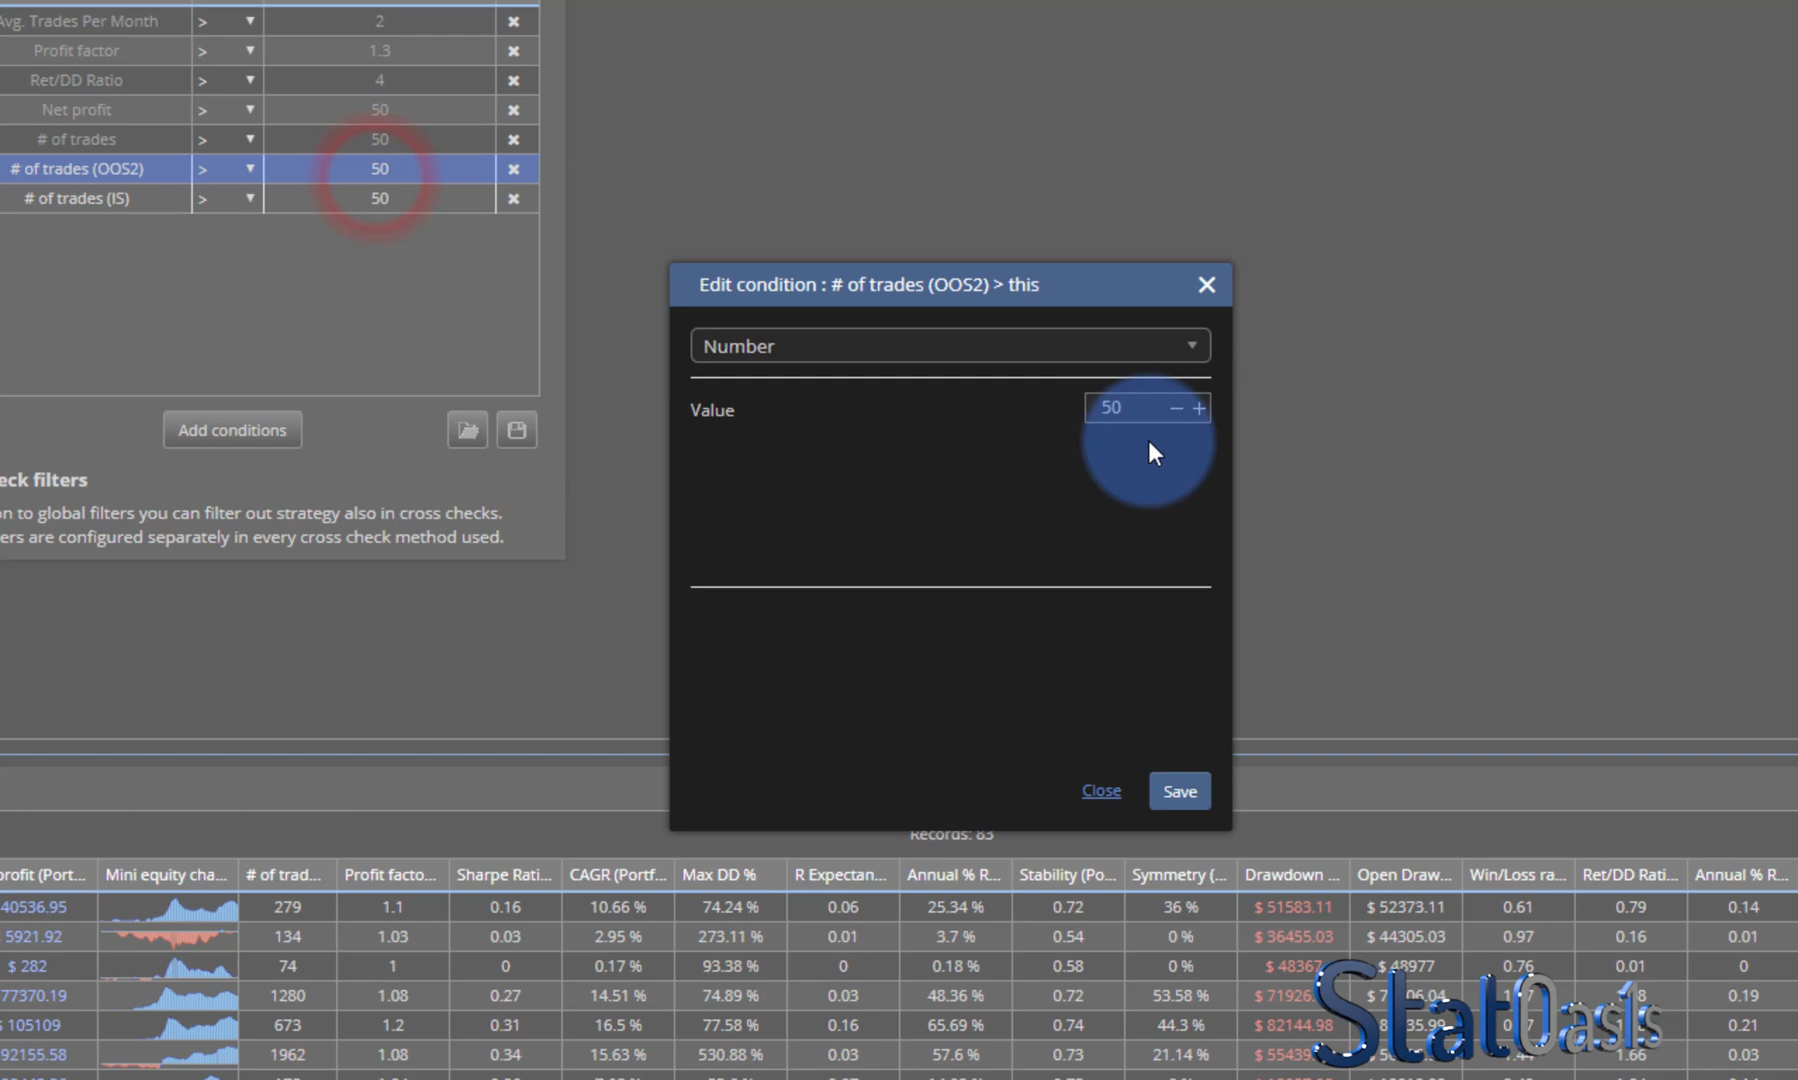 Avg. Trades Per Month > ▼ 2 ✖
Profit factor > ▼ 1.3 ✖
Ret/DD Ratio > ▼ 4 ✖
Net profit > ▼ 50 ✖
# of trades > ▼ 50 ✖
# of trades (OOS2) > ▼ 50 ✖
# of trades (IS) > ▼ 50 ✖
Edit condition : # of trades (OOS2) > this
Number
Value 50 − +
Add conditions
eck filters
on to global filters you can filter out strategy also in cross checks.
ers are configured separately in every cross check method used.
Close Save
Records: 83
profit (Port... Mini equity cha... # of trad... Profit facto... Sharpe Rati... CAGR (Portf... Max DD % R Expectan... Annual % R... Stability (Po... Symmetry (... Drawdown ... Open Draw... Win/Loss ra... Ret/DD Rati... Annual % R...
40536.95 279 1.1 0.16 10.66 % 74.24 % 0.06 25.34 % 0.72 36 % $ 51583.11 $ 52373.11 0.61 0.79 0.14
5921.92 134 1.03 0.03 2.95 % 273.11 % 0.01 3.7 % 0.54 0 % $ 36455.03 $ 44305.03 0.97 0.16 0.01
$ 282 74 1 0 0.17 % 93.38 % 0 0.18 % 0.58 0 % $ 48367 $ 48977 0.76 0.01 0
77370.19 1280 1.08 0.27 14.51 % 74.89 % 0.03 48.36 % 0.72 53.58 % $ 71926. 0.19
$ 105109 673 1.2 0.31 16.5 % 77.58 % 0.16 65.69 % 0.74 44.3 % $ 82144.98 0.21
92155.58 1962 1.08 0.34 15.63 % 530.88 % 0.03 57.6 % 0.73 21.14 % $ 55439. 1.66 0.03
StatOasis